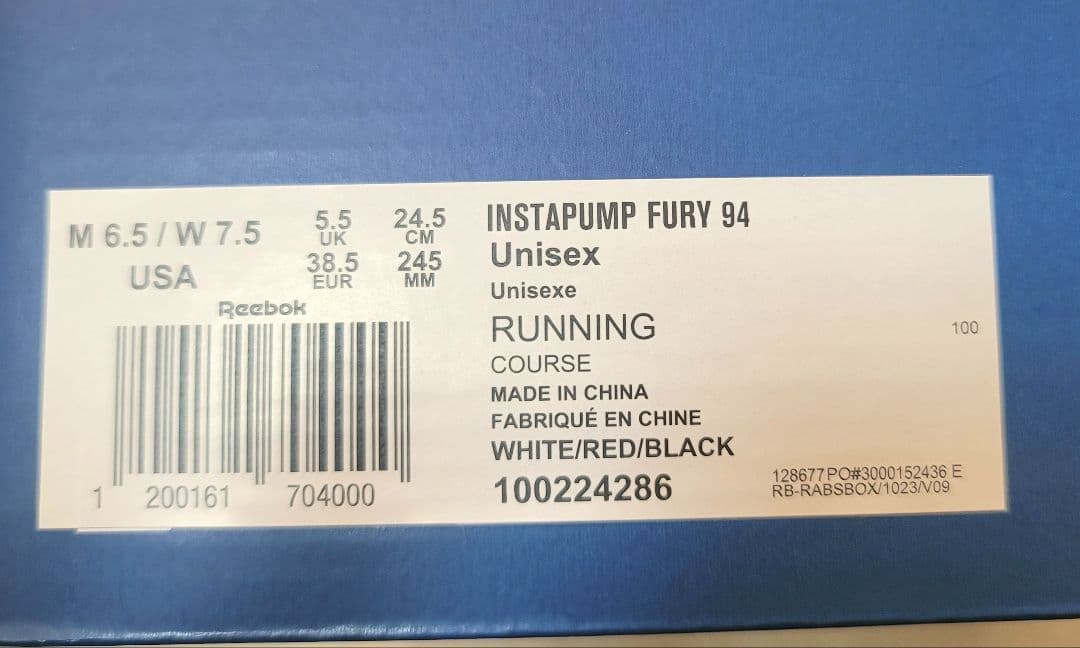 M 6.5 / W 7.5
USA
5.5
UK
24.5
CM
38.5
EUR
245
MM
Reebok
1 200161 704000
INSTAPUMP FURY 94
Unisex
Unisexe
RUNNING
COURSE
MADE IN CHINA
FABRIQUÉ EN CHINE
WHITE/RED/BLACK
100224286
100
128677 PO#3000152436 E
RB-RABSBOX/1023/V09